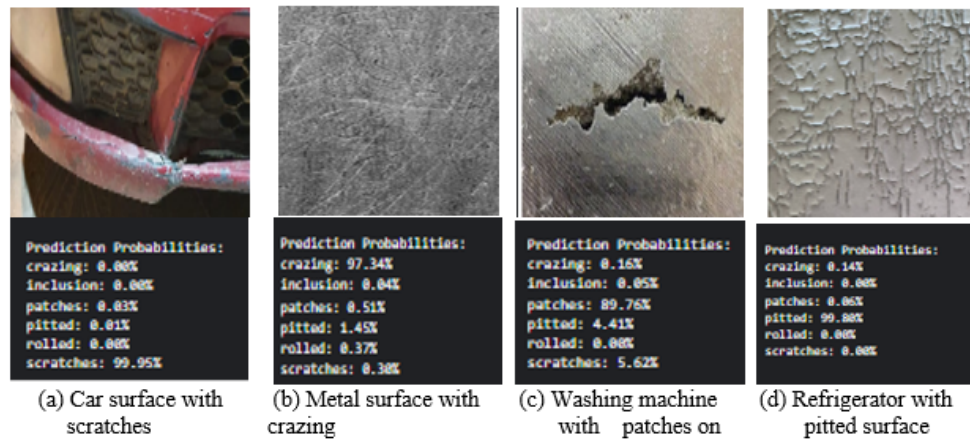 Prediction Probabilities:
crazing: 0.00%
inclusion: 0.00%
patches: 0.03%
pitted: 0.01%
rolled: 0.00%
scratches: 99.95%
(a) Car surface with
scratches
Prediction Probabilities:
crazing: 97.34%
inclusion: 0.04%
patches: 0.51%
pitted: 1.45%
rolled: 0.37%
scratches: 0.30%
(b) Metal surface with
crazing
Prediction Probabilities:
crazing: 0.16%
inclusion: 0.05%
patches: 89.76%
pitted: 4.41%
rolled: 0.00%
scratches: 5.62%
(c) Washing machine
with patches on
Prediction Probabilities:
crazing: 0.14%
inclusion: 0.00%
patches: 0.06%
pitted: 99.80%
rolled: 0.00%
scratches: 0.00%
(d) Refrigerator with
pitted surface